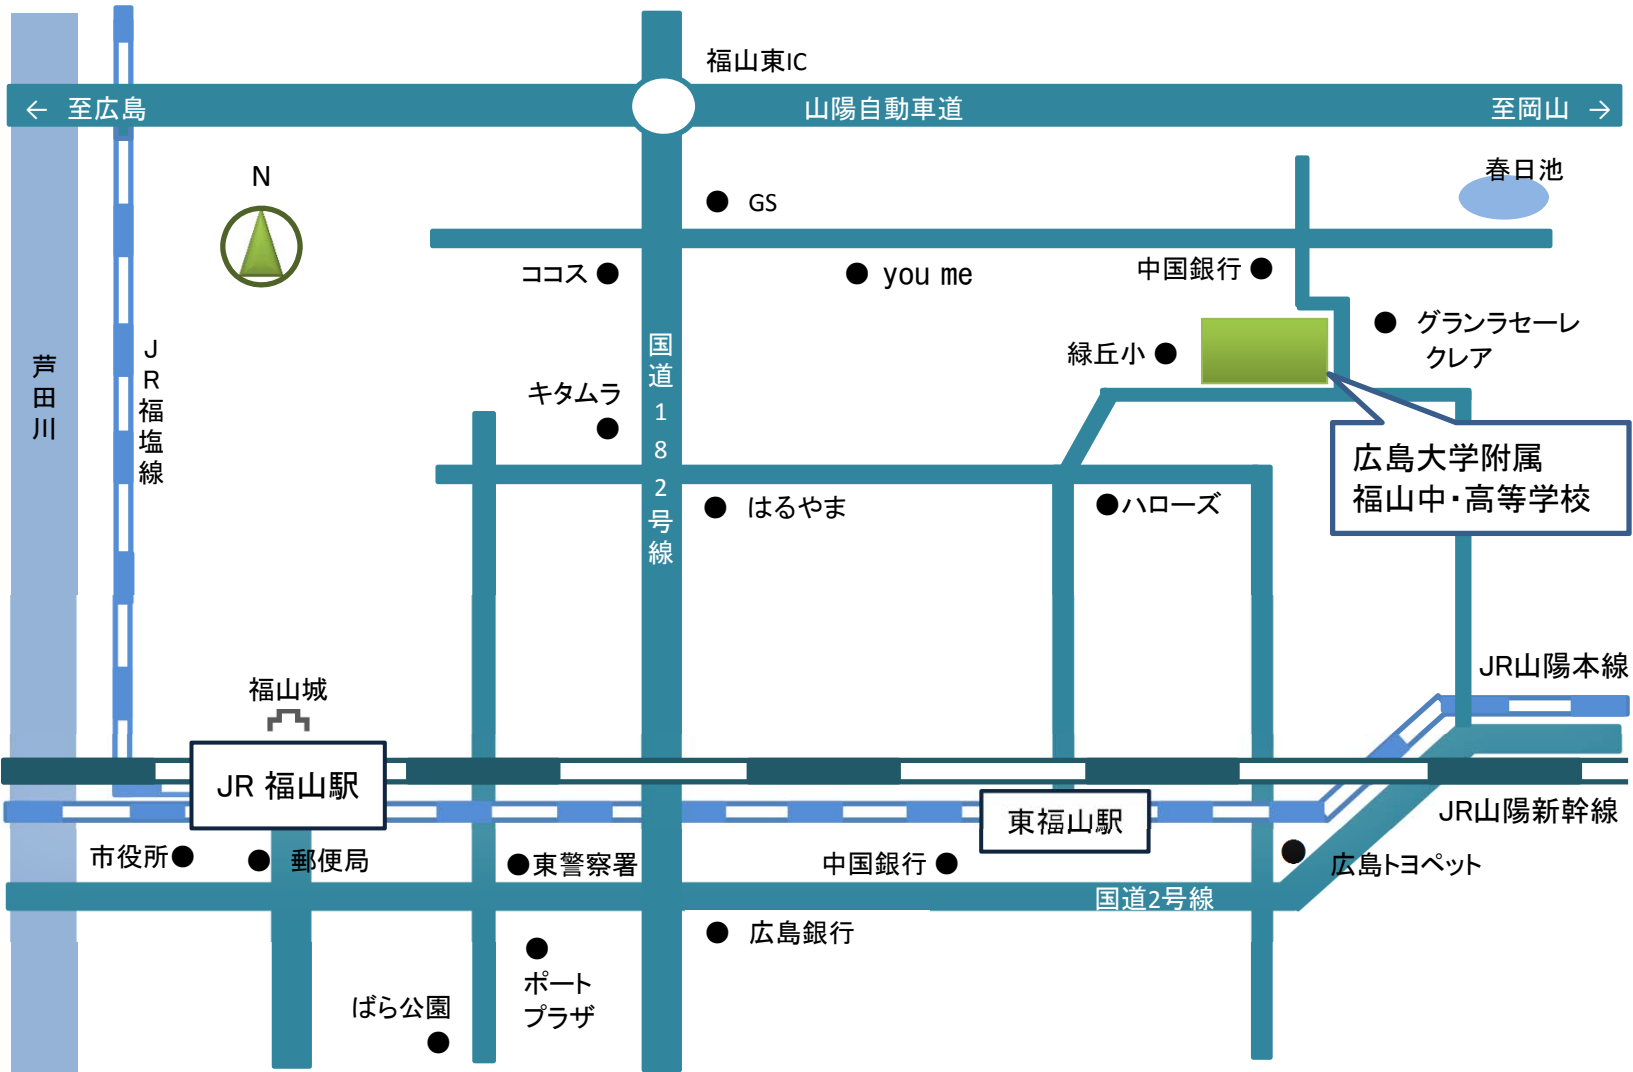 福山東IC
← 至広島
山陽自動車道
至岡山 →
N
春日池
GS
ココス
you me
中国銀行
グランラセーレ
クレア
緑丘小
国道182号線
芦田川
JR福塩線
キタムラ
広島大学附属
福山中・高等学校
はるやま
ハローズ
JR山陽本線
福山城
JR 福山駅
東福山駅
JR山陽新幹線
市役所
郵便局
東警察署
中国銀行
広島トヨペット
国道2号線
広島銀行
ポート
プラザ
ばら公園